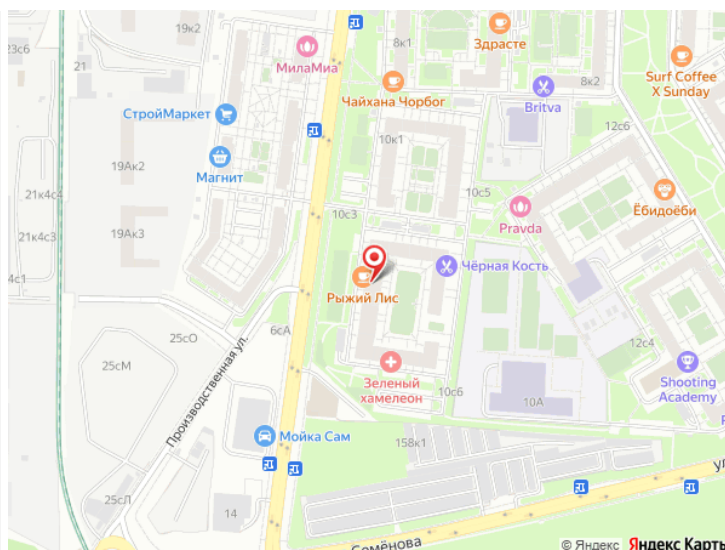 19к2
23с6
8к1
Здрасте
МилаМиа
Surf Coffee
X Sunday
8к2
Britva
Чайхана Чорбог
СтройМаркет
12с6
10к1
19Ак2
Магнит
21к4с4
10с5
Ёбидоёби
Pravda
10с3
19Ак3
21к4с3
Чёрная Кость
Рыжий Лис
6сА
25сО
12с4
Производственная ул.
25сМ
Зеленый
хамелеон
10с6
Shooting
Academy
10А
Мойка Сам
158к1
25сЛ
14
Семёнова
© Яндекс Яндекс Карты